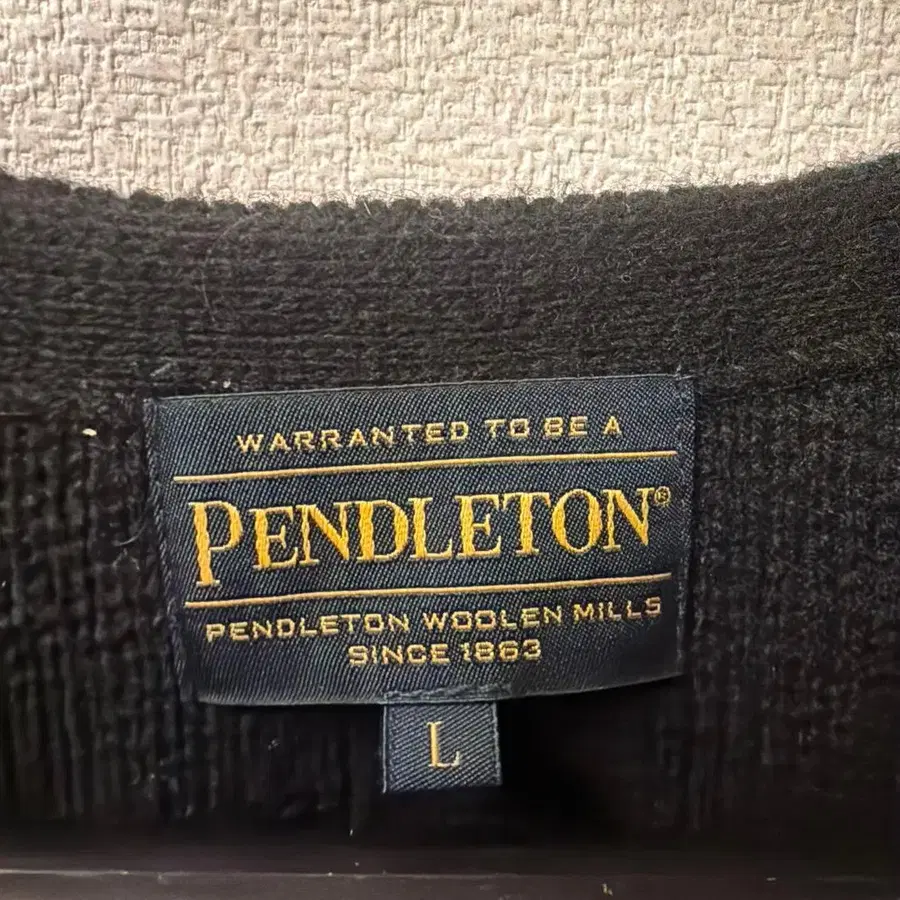 WARRANTED TO BE A
PENDLETON®
PENDLETON WOOLEN MILLS
SINCE 1863
L